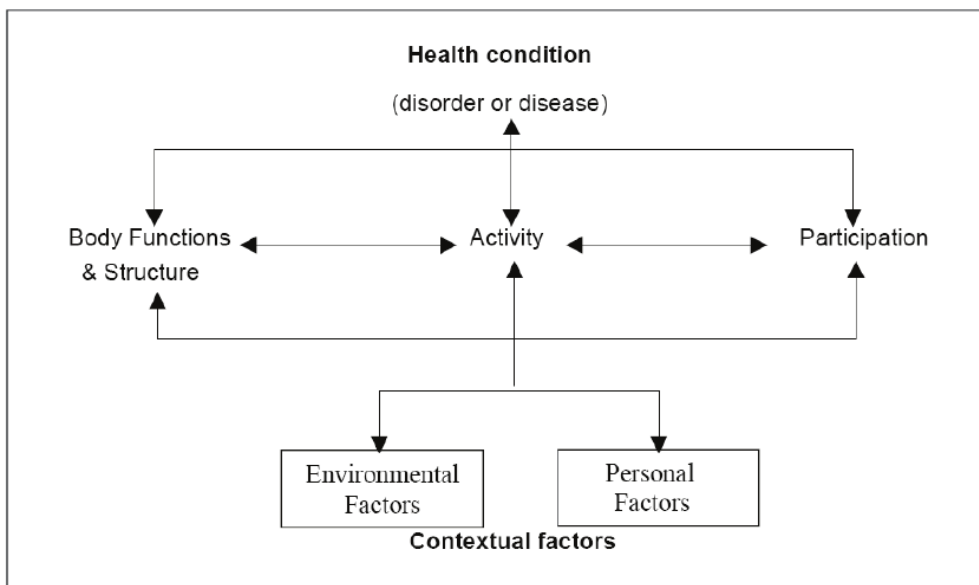 Health condition
(disorder or disease)
Body Functions
& Structure
Activity
Participation
Environmental
Factors
Personal
Factors
Contextual factors